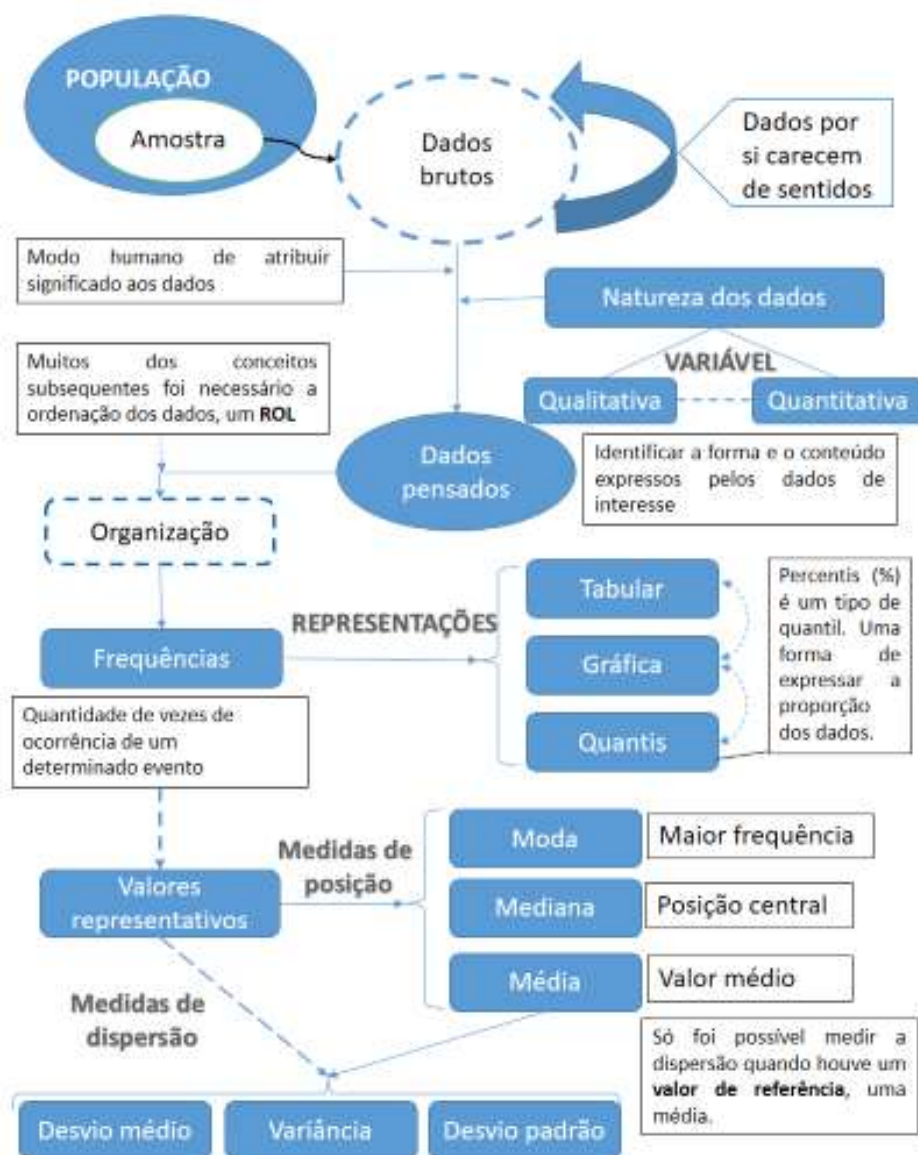 POPULAÇÃO
Amostra
Dados
brutos
Dados por
si carecem
de sentidos
Modo humano de atribuir
significado aos dados
Natureza dos dados
VARIÁVEL
Qualitativa
Quantitativa
Muitos dos conceitos
subsequentes foi necessário a
ordenação dos dados, um ROL
Dados
pensados
Identificar a forma e o conteúdo
expressos pelos dados de
interesse
Organização
REPRESENTAÇÕES
Tabular
Gráfica
Quantis
Percentis (%)
é um tipo de
quantil. Uma
forma de
expressar a
proporção
dos dados.
Frequências
Quantidade de vezes de
ocorrência de um
determinado evento
Medidas de
posição
Moda
Maior frequência
Mediana
Posição central
Média
Valor médio
Valores
representativos
Medidas de
dispersão
Só foi possível medir a
dispersão quando houve um
valor de referência, uma
média.
Desvio médio
Variância
Desvio padrão